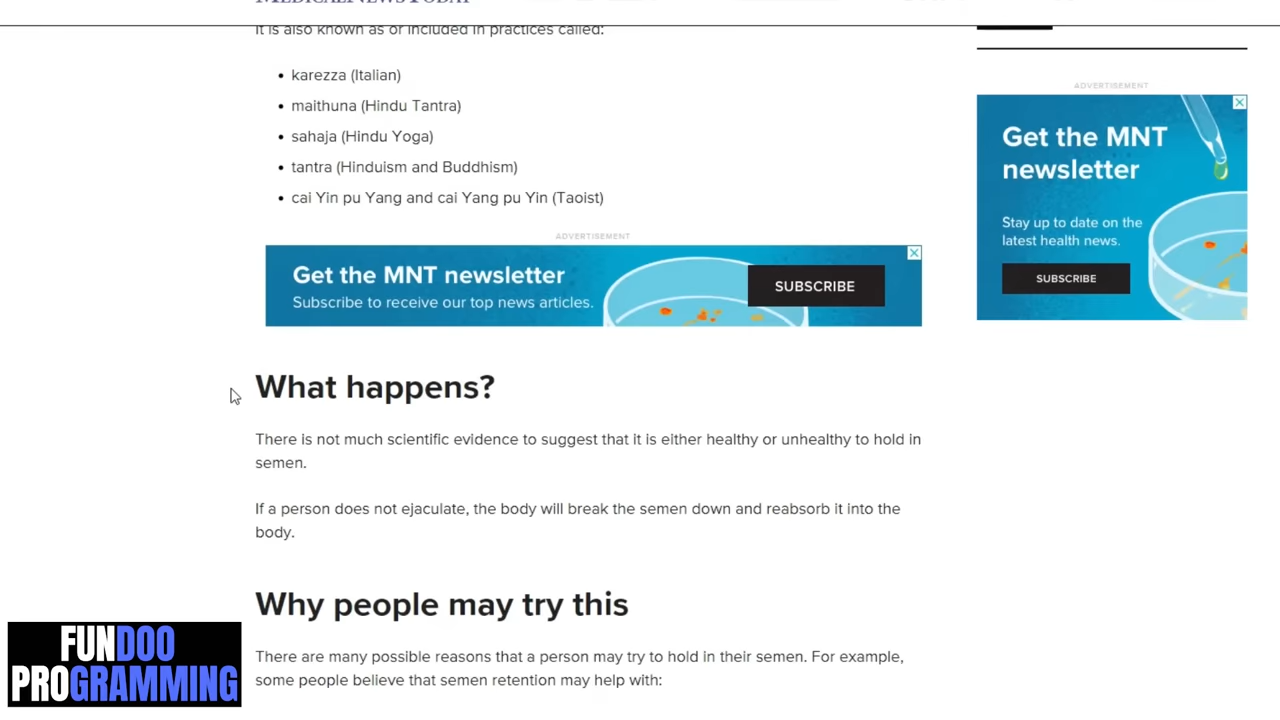 MEDICALNEWSTODAY
It is also known as or included in practices called:
• karezza (Italian)
• maithuna (Hindu Tantra)
• sahaja (Hindu Yoga)
• tantra (Hinduism and Buddhism)
• cai Yin pu Yang and cai Yang pu Yin (Taoist)
ADVERTISEMENT
Get the MNT newsletter
Subscribe to receive our top news articles.
SUBSCRIBE
What happens?
There is not much scientific evidence to suggest that it is either healthy or unhealthy to hold in
semen.
If a person does not ejaculate, the body will break the semen down and reabsorb it into the
body.
Why people may try this
There are many possible reasons that a person may try to hold in their semen. For example,
some people believe that semen retention may help with:
ADVERTISEMENT
Get the MNT
newsletter
Stay up to date on the
latest health news.
SUBSCRIBE
FUNDOO
PROGRAMMING